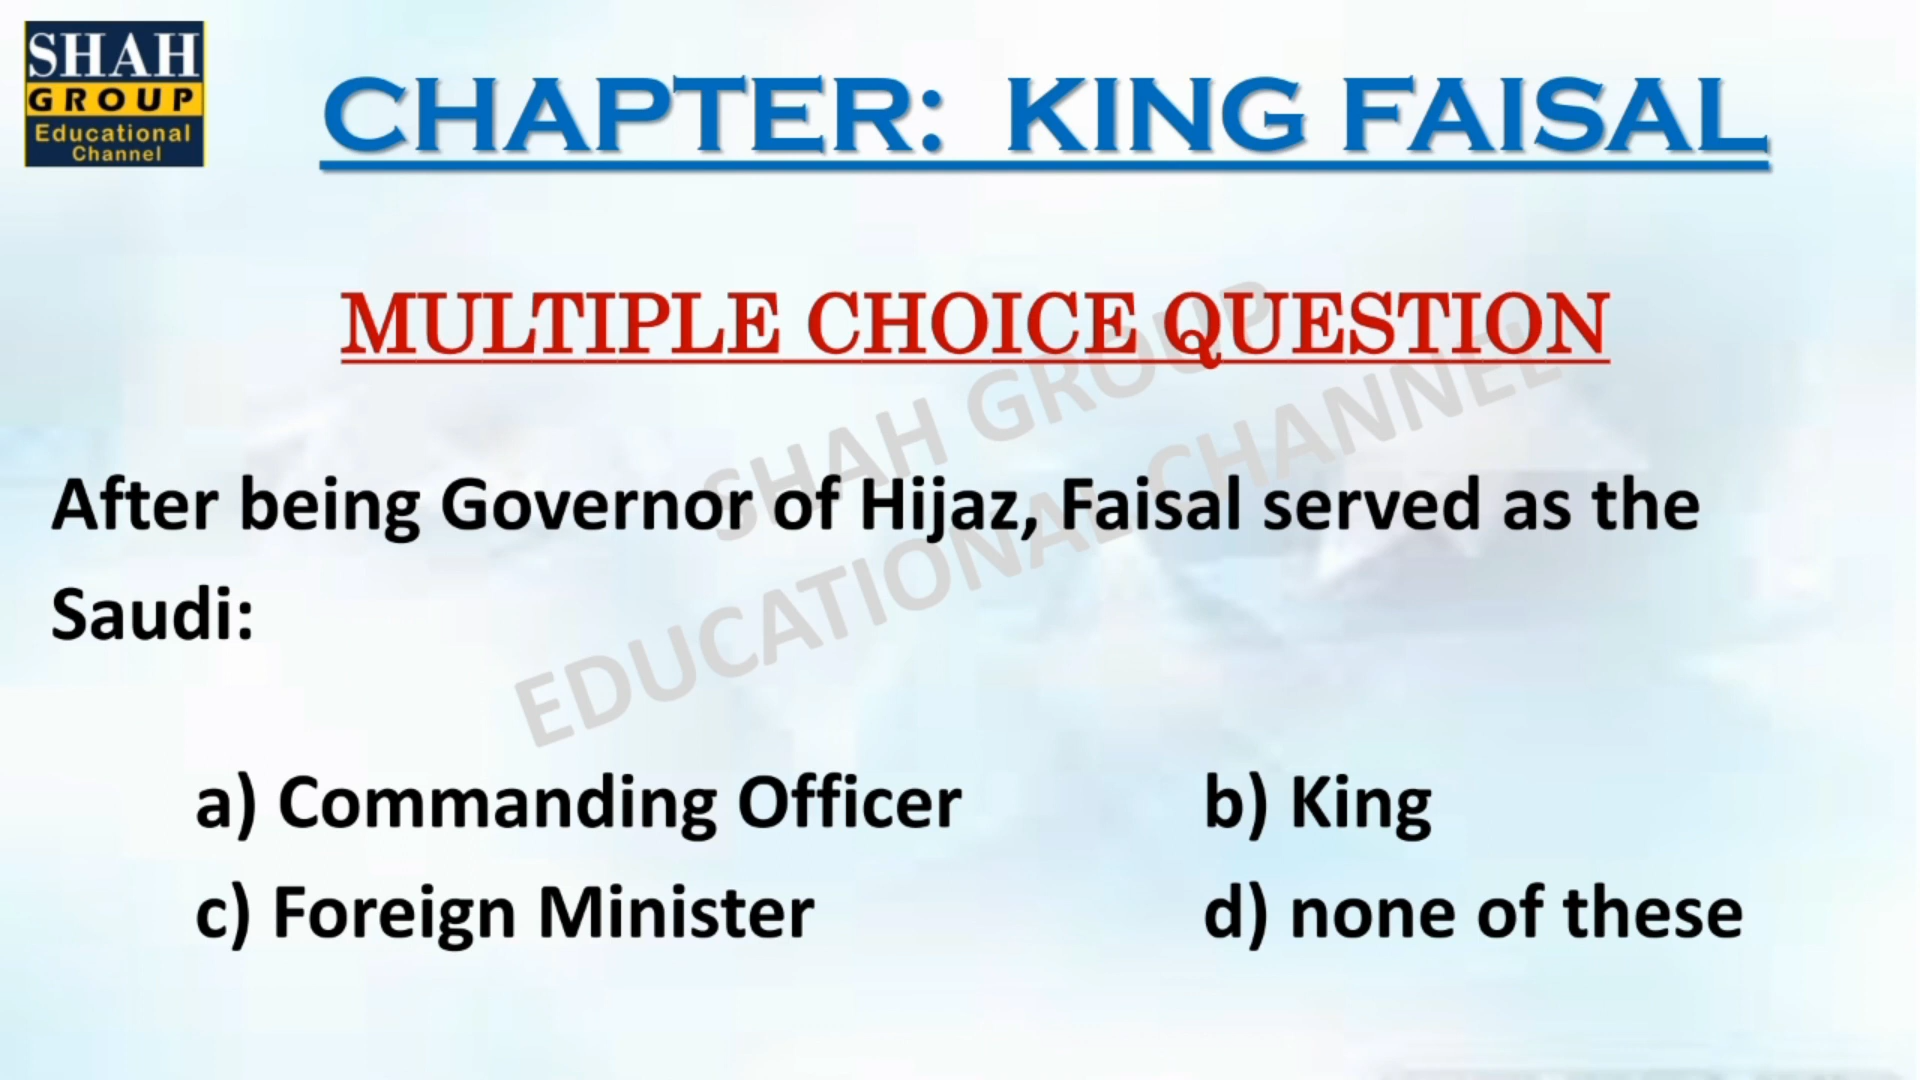 SHAH
GROUP
Educational
Channel
CHAPTER: KING FAISAL
MULTIPLE CHOICE QUESTION
SHAH GROUP
EDUCATIONAL CHANNEL
After being Governor of Hijaz, Faisal served as the
Saudi:
a) Commanding Officer b) King
c) Foreign Minister d) none of these